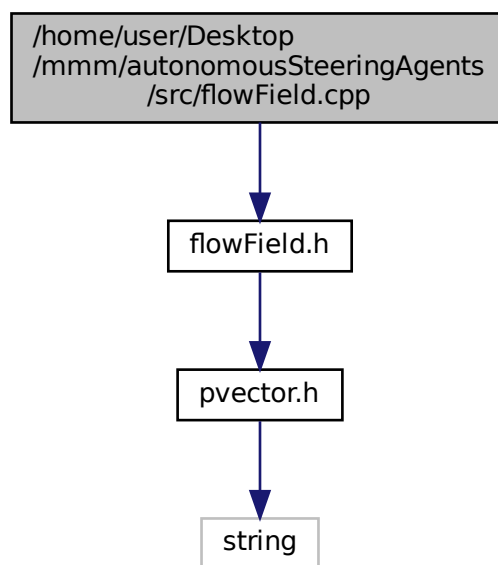 /home/user/Desktop
/mmm/autonomousSteeringAgents
/src/flowField.cpp
flowField.h
pvector.h
string